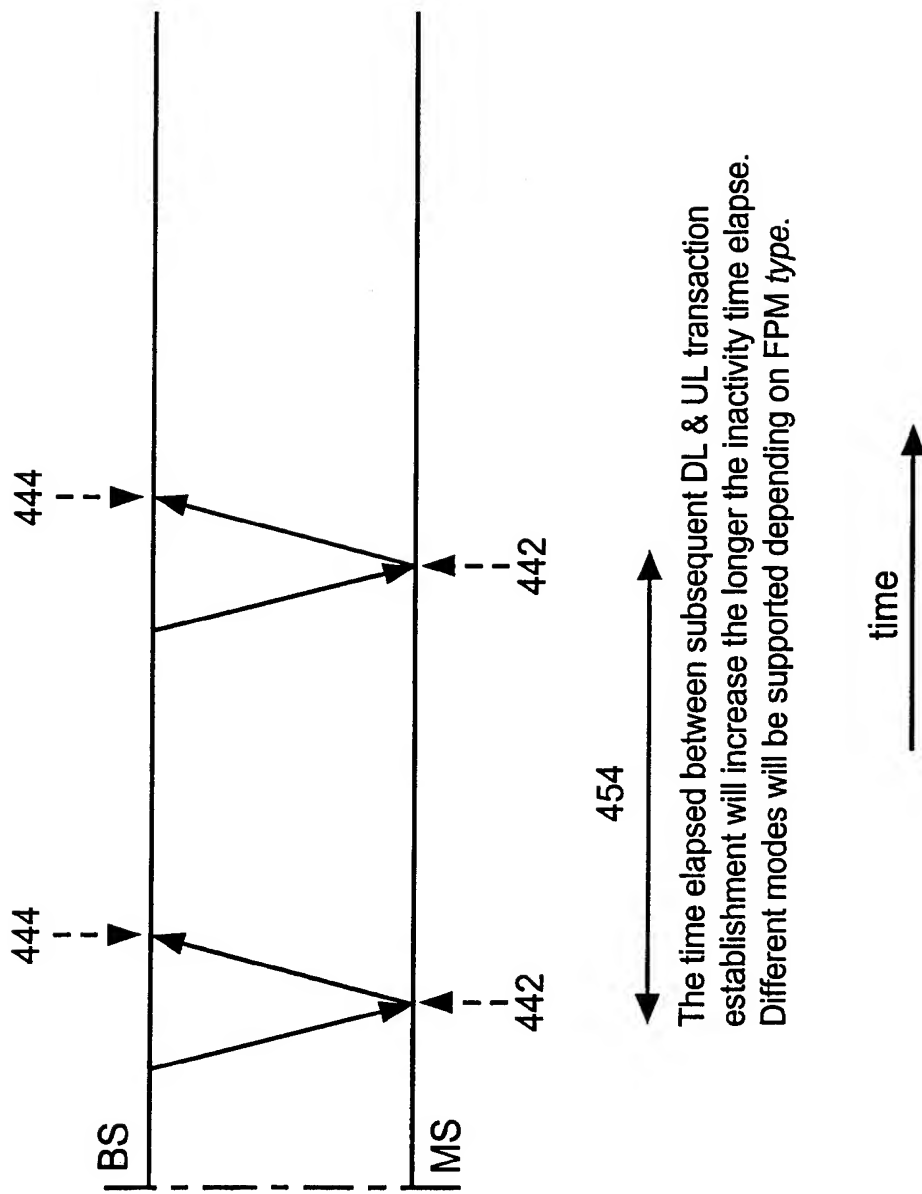 444
444
BS
MS
442
442
454
The time elapsed between subsequent DL & UL transaction
establishment will increase the longer the inactivity time elapse.
Different modes will be supported depending on FPM type.
time